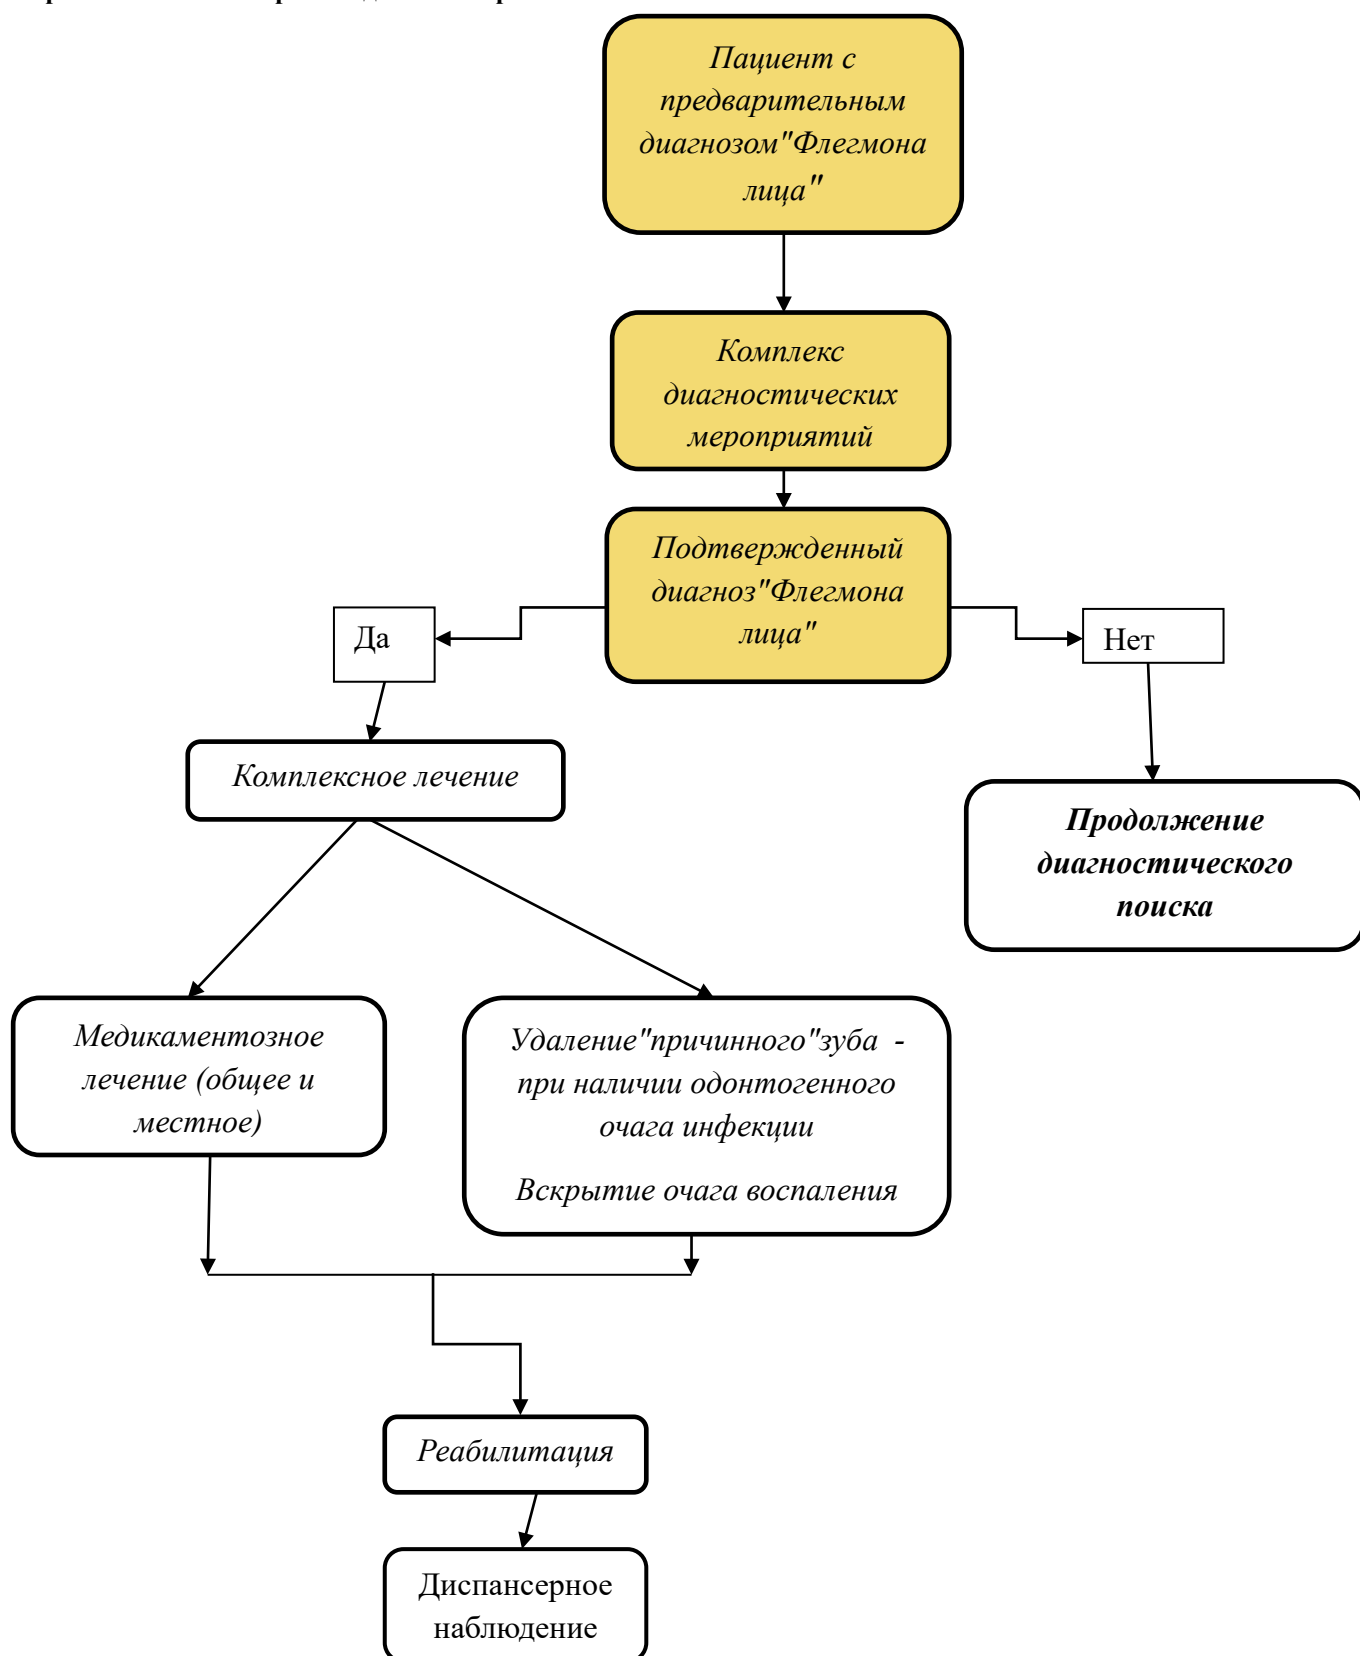 Пациент с
предварительным
диагнозом"Флегмона
лица"
Комплекс
диагностических
мероприятий
Подтвержденный
диагноз"Флегмона
лица"
Да
Нет
Комплексное лечение
Продолжение
диагностического
поиска
Медикаментозное
лечение (общее и
местное)
Удаление"причинного"зуба -
при наличии одонтогенного
очага инфекции
Вскрытие очага воспаления
Реабилитация
Диспансерное
наблюдение